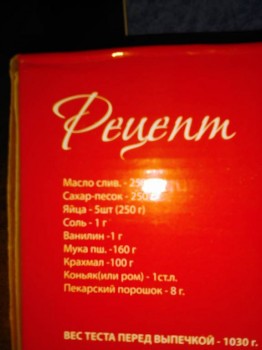 Рецепт
Масло слив. -
Сахар-песок - 250
Яйца - 5шт (250 г)
Соль - 1 г
Ванилин -1 г
Мука пш. -160 г
Крахмал -100 г
Коньяк(или ром) - 1ст.л.
Пекарский порошок - 8 г.
ВЕС ТЕСТА ПЕРЕД ВЫПЕЧКОЙ - 1030 г.